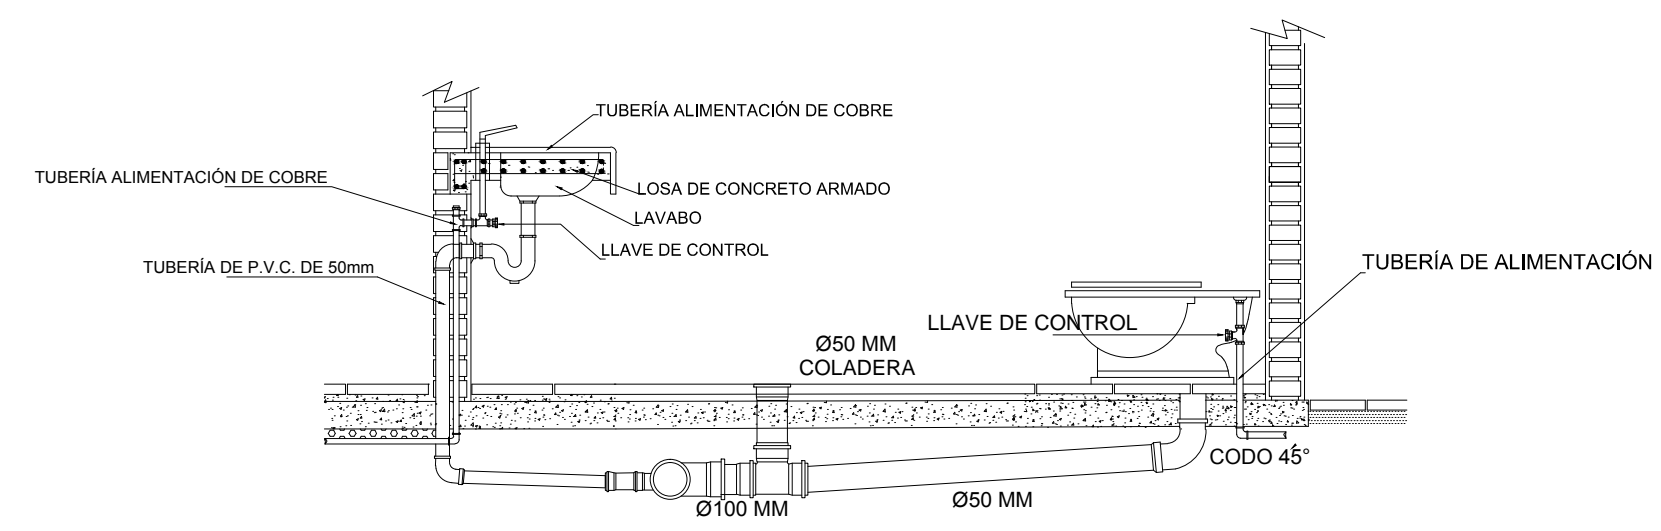 TUBERÍA ALIMENTACIÓN DE COBRE
TUBERÍA ALIMENTACIÓN DE COBRE
LOSA DE CONCRETO ARMADO
LAVABO
LLAVE DE CONTROL
TUBERÍA DE P.V.C. DE 50mm
TUBERÍA DE ALIMENTACIÓN
LLAVE DE CONTROL
Ø50 MM
COLADERA
CODO 45°
Ø50 MM
Ø100 MM